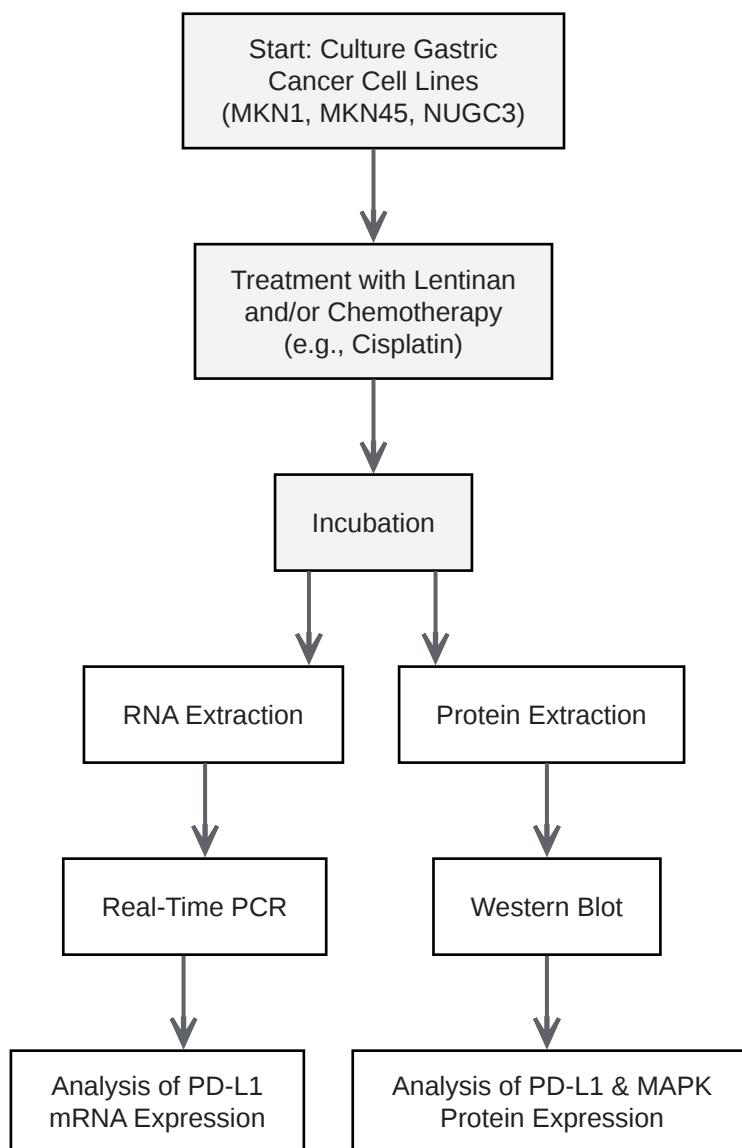 Start: Culture Gastric
Cancer Cell Lines
(MKN1, MKN45, NUGC3)
Treatment with Lentinan
and/or Chemotherapy
(e.g., Cisplatin)
Incubation
RNA Extraction
Protein Extraction
Real-Time PCR
Western Blot
Analysis of PD-L1
mRNA Expression
Analysis of PD-L1 & MAPK
Protein Expression